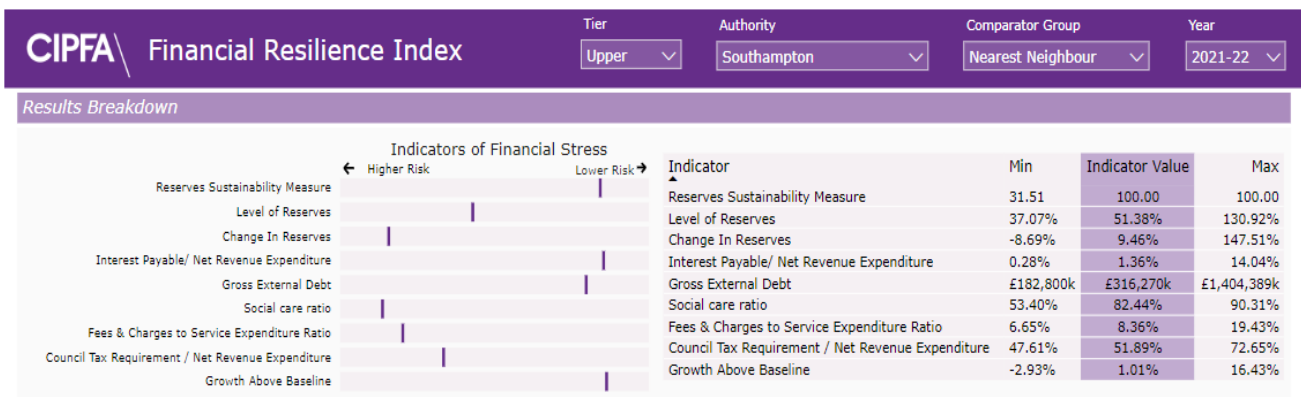 Tier Authority Comparator Group Year
CIPFA\ Financial Resilience Index Upper Southampton Nearest Neighbour 2021-22
Results Breakdown
Indicators of Financial Stress
← Higher Risk Lower Risk →
Reserves Sustainability Measure
Level of Reserves
Change In Reserves
Interest Payable/ Net Revenue Expenditure
Gross External Debt
Social care ratio
Fees & Charges to Service Expenditure Ratio
Council Tax Requirement / Net Revenue Expenditure
Growth Above Baseline
Indicator Min Indicator Value Max
Reserves Sustainability Measure 31.51 100.00 100.00
Level of Reserves 37.07% 51.38% 130.92%
Change In Reserves -8.69% 9.46% 147.51%
Interest Payable/ Net Revenue Expenditure 0.28% 1.36% 14.04%
Gross External Debt £182,800k £316,270k £1,404,389k
Social care ratio 53.40% 82.44% 90.31%
Fees & Charges to Service Expenditure Ratio 6.65% 8.36% 19.43%
Council Tax Requirement / Net Revenue Expenditure 47.61% 51.89% 72.65%
Growth Above Baseline -2.93% 1.01% 16.43%